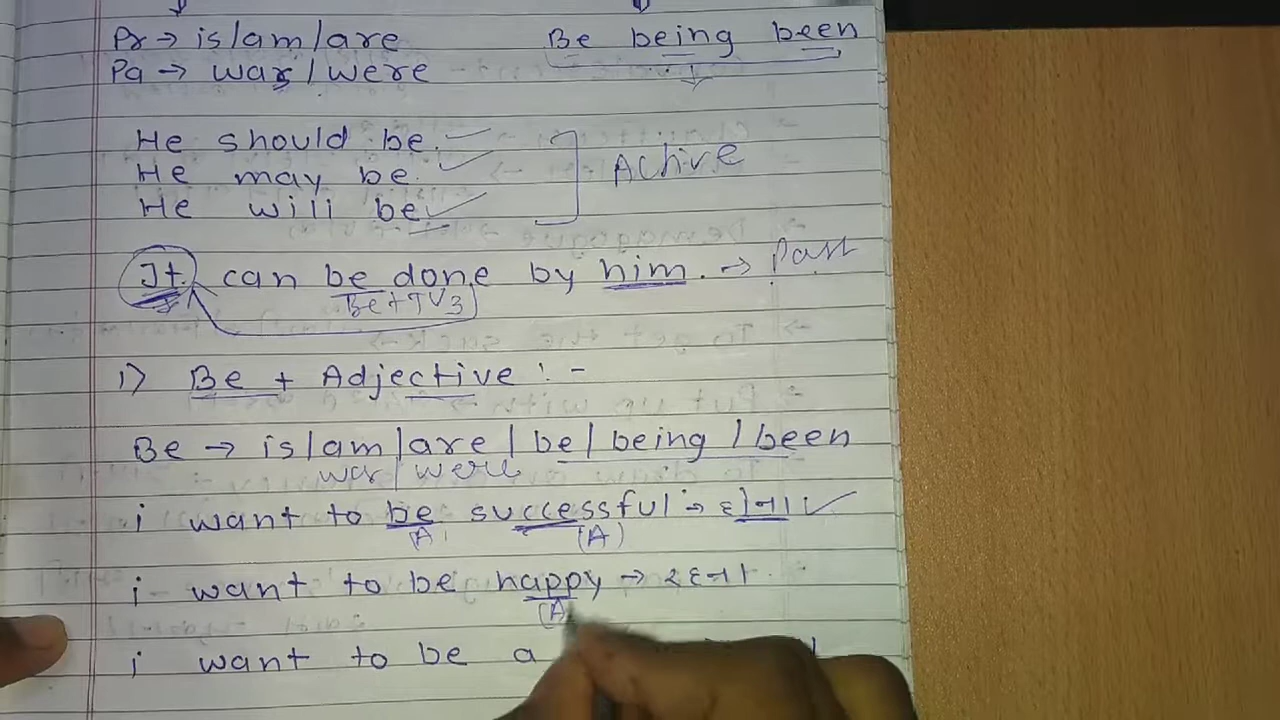 Pr → is/am/are Be being been
Pa → was/were
He should be.
He may be. Active
He will be
It can be done by him. → Pass
Be + V3
1) Be + Adjective :-
Be → is/am/are/be/being/been
was/were
i want to be successful → होना
(A) (A)
i want to be happy → रहना
(A)
i want to be a